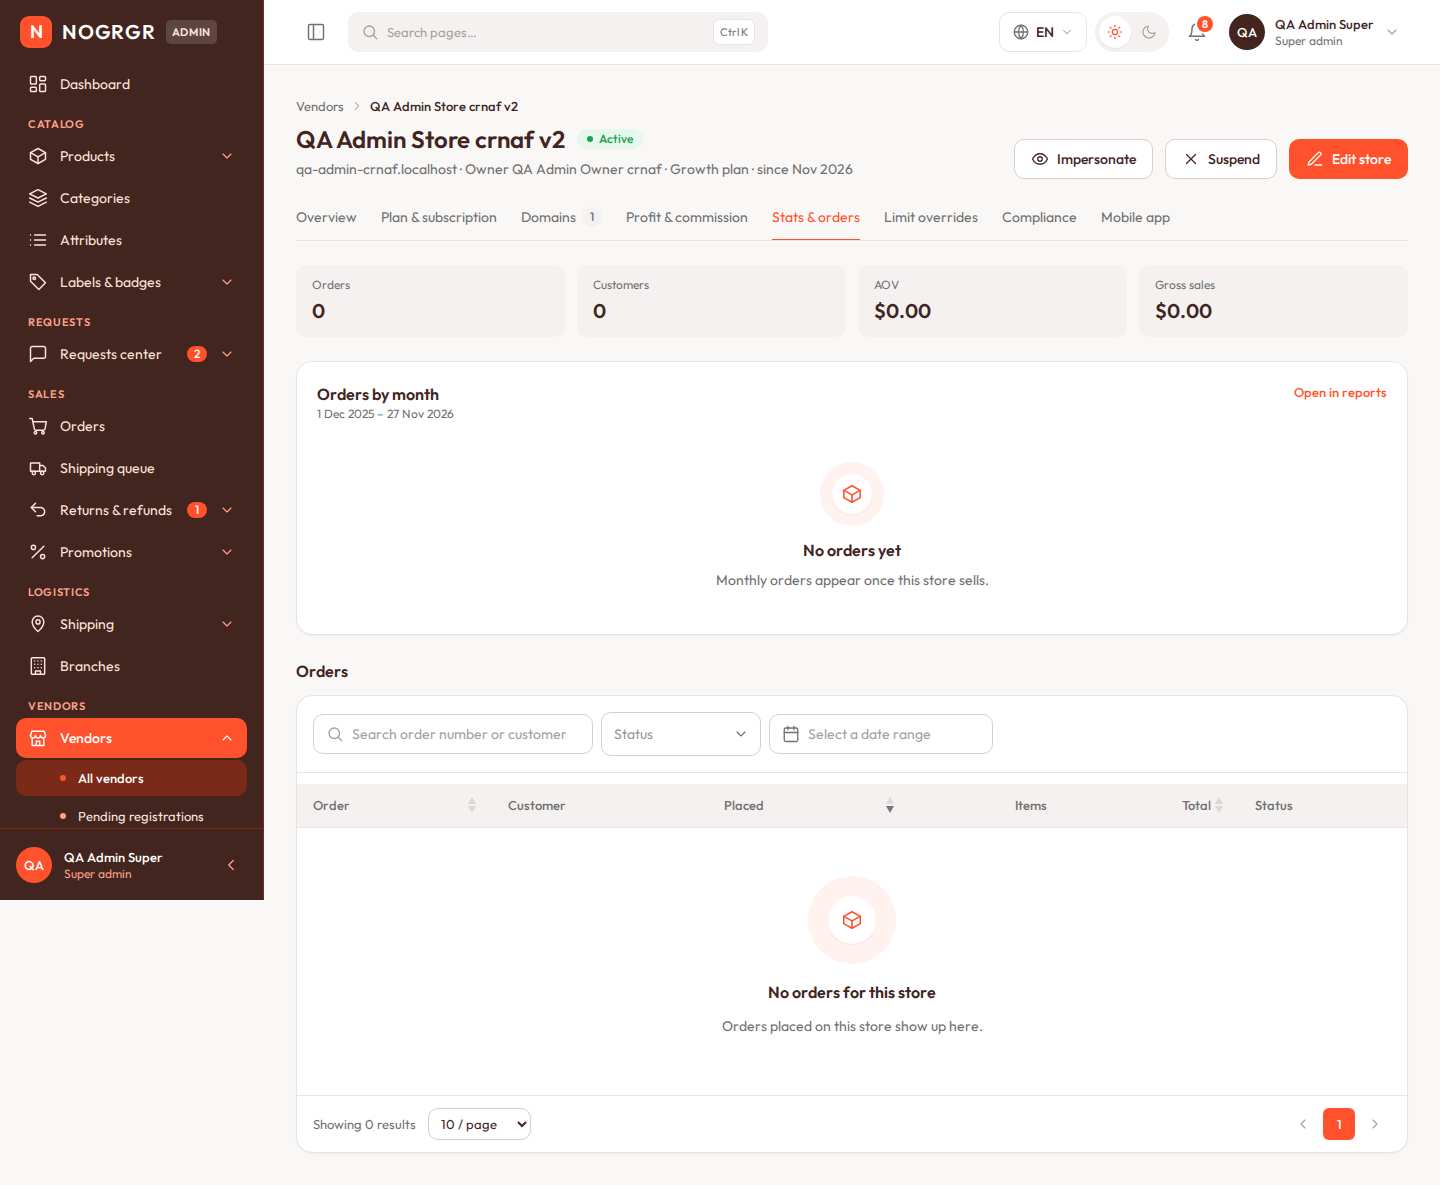 N NOGRGR ADMIN
Search pages... Ctrl K
EN
8
QA
QA Admin Super
Super admin
Dashboard
CATALOG
Products
Categories
Attributes
Labels & badges
REQUESTS
Requests center 2
SALES
Orders
Shipping queue
Returns & refunds 1
Promotions
LOGISTICS
Shipping
Branches
VENDORS
Vendors
All vendors
Pending registrations
QA
QA Admin Super
Super admin
Vendors > QA Admin Store crnaf v2
QA Admin Store crnaf v2 Active
qa-admin-crnaf.localhost · Owner QA Admin Owner crnaf · Growth plan · since Nov 2026
Impersonate Suspend Edit store
Overview Plan & subscription Domains 1 Profit & commission Stats & orders Limit overrides Compliance Mobile app
Orders
0
Customers
0
AOV
$0.00
Gross sales
$0.00
Orders by month
1 Dec 2025 – 27 Nov 2026
Open in reports
No orders yet
Monthly orders appear once this store sells.
Orders
Search order number or customer Status Select a date range
Order Customer Placed Items Total Status
No orders for this store
Orders placed on this store show up here.
Showing 0 results 10 / page 1